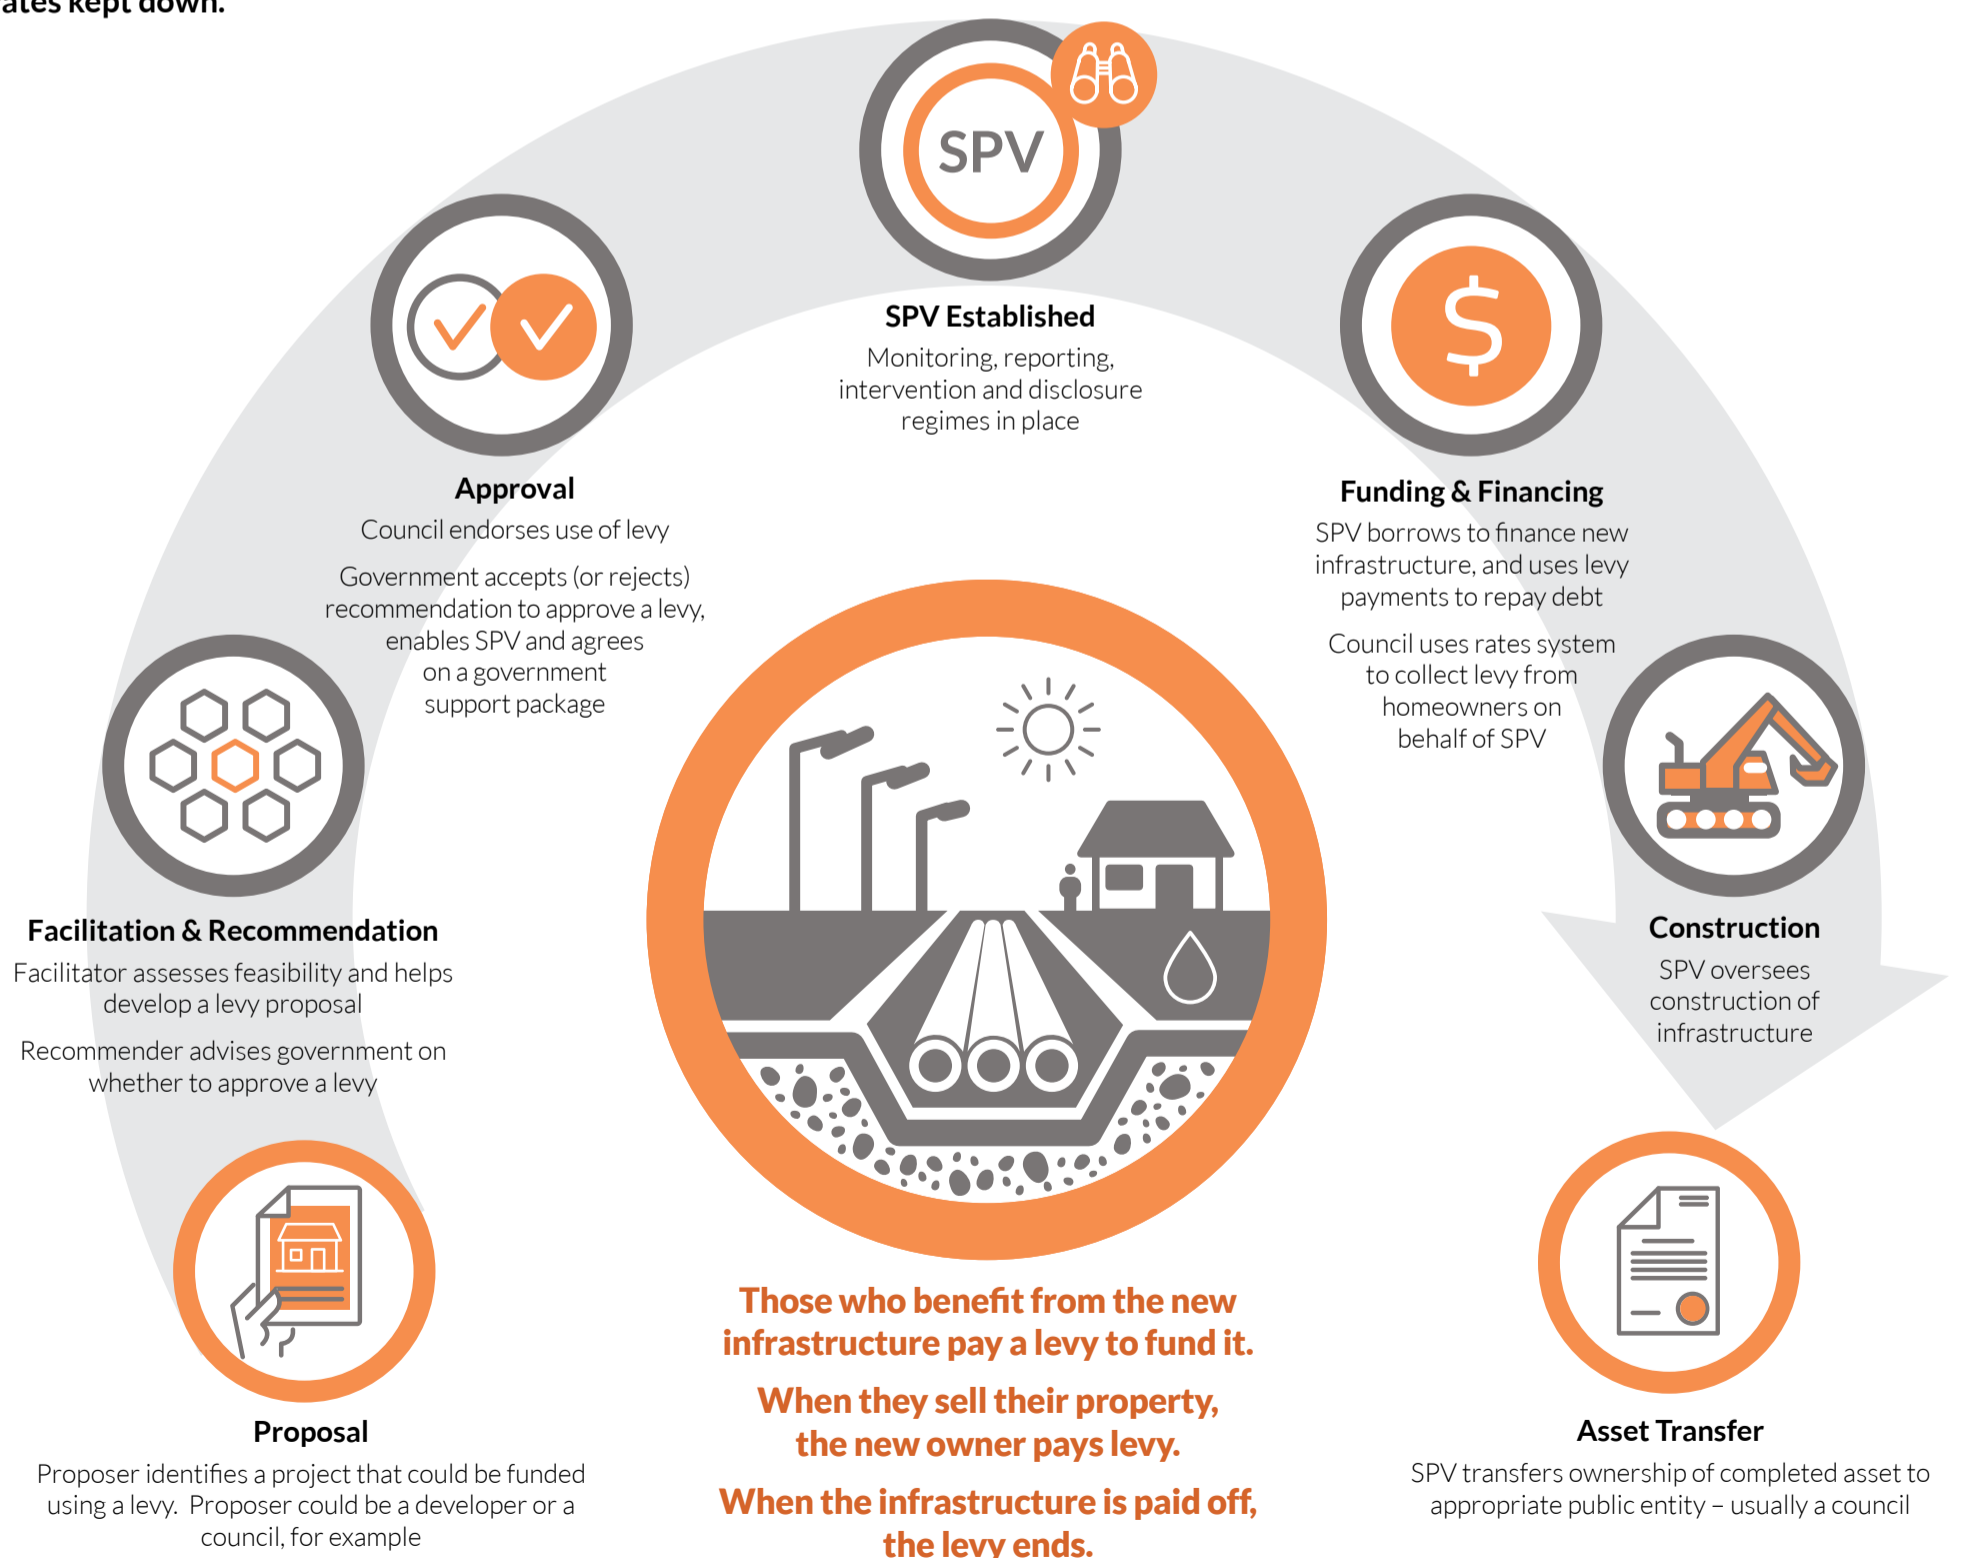 kept down.
SPV
SPV Established
Monitoring, reporting,
intervention and disclosure
regimes in place
Approval
Council endorses use of levy
Government accepts (or rejects)
recommendation to approve a levy,
enables SPV and agrees
on a government
support package
$
Funding & Financing
SPV borrows to finance new
infrastructure, and uses levy
payments to repay debt
Council uses rates system
to collect levy from
homeowners on
behalf of SPV
Facilitation & Recommendation
Facilitator assesses feasibility and helps
develop a levy proposal
Recommender advises government on
whether to approve a levy
Construction
SPV oversees
construction of
infrastructure
Proposal
Proposer identifies a project that could be funded
using a levy. Proposer could be a developer or a
council, for example
Those who benefit from the new
infrastructure pay a levy to fund it.
When they sell their property,
the new owner pays levy.
When the infrastructure is paid off,
the levy ends.
Asset Transfer
SPV transfers ownership of completed asset to
appropriate public entity – usually a council